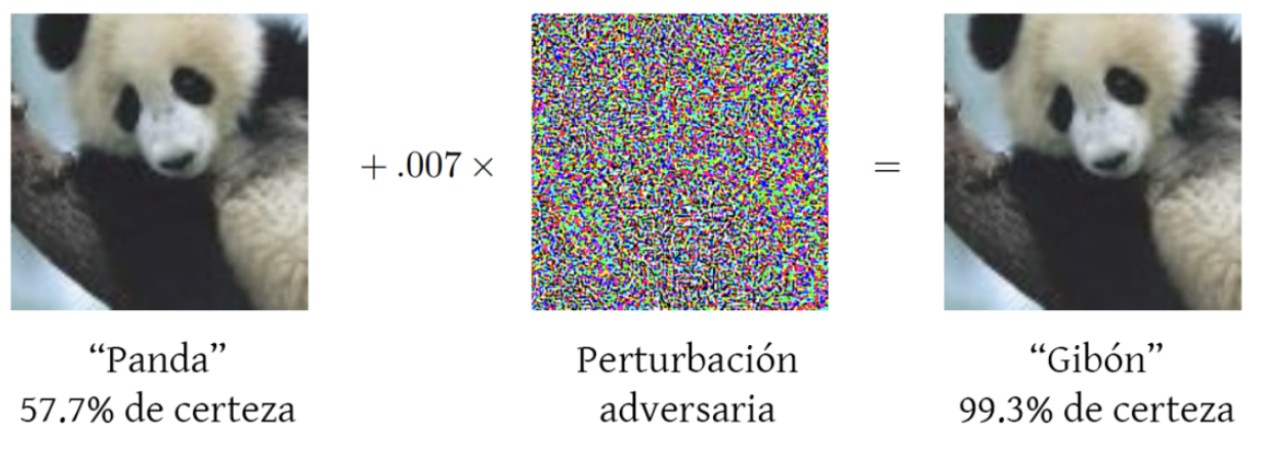 + .007 ×
=
“Panda”
57.7% de certeza
Perturbación
adversaria
“Gibón”
99.3% de certeza